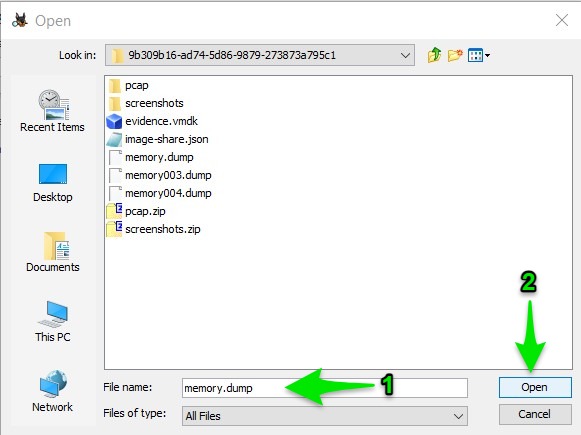 Open
Look in:
9b309b16-ad74-5d86-9879-273873a795c1
Recent Items
Desktop
Documents
This PC
Network
pcap
screenshots
evidence.vmdk
image-share.json
memory.dump
memory003.dump
memory004.dump
pcap.zip
screenshots.zip
2
File name:
memory.dump
1
Open
Files of type:
All Files
Cancel